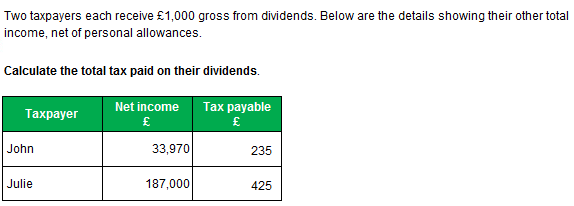 Two taxpayers each receive £1,000 gross from dividends. Below are the details showing their other total
income, net of personal allowances.
Calculate the total tax paid on their dividends.
Taxpayer Net income £ Tax payable £
John 33,970 235
Julie 187,000 425